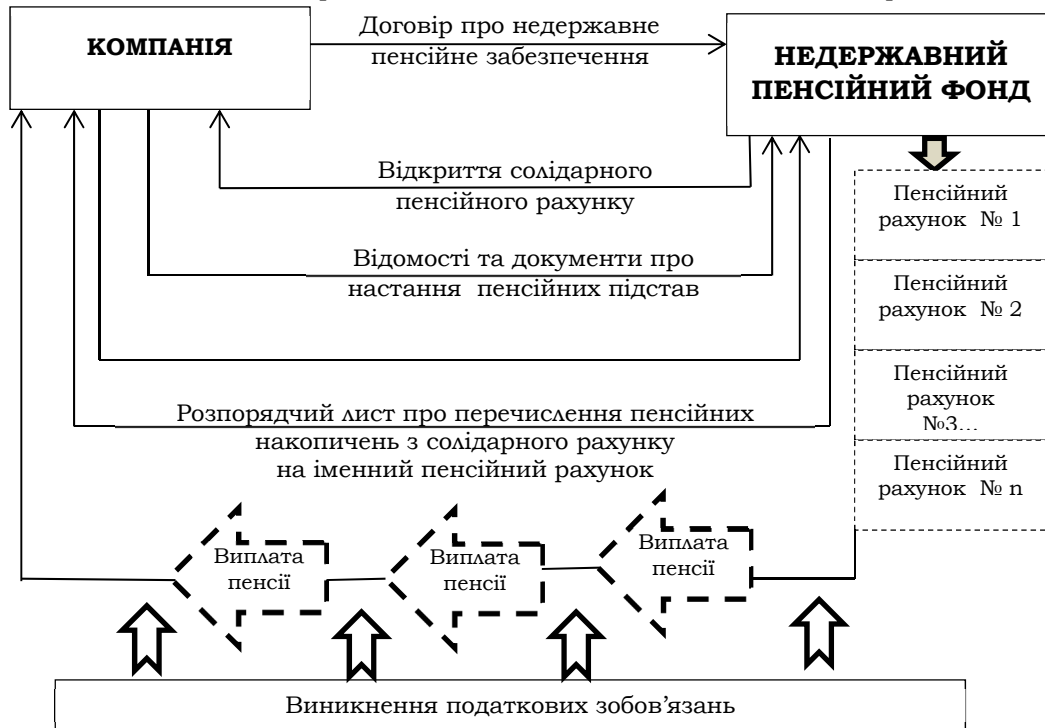 КОМПАНІЯ
Договір про недержавне
пенсійне забезпечення
НЕДЕРЖАВНИЙ
ПЕНСІЙНИЙ ФОНД
Відкриття солідарного
пенсійного рахунку
Пенсійний
рахунок № 1
Відомості та документи про
настання пенсійних підстав
Пенсійний
рахунок № 2
Пенсійний
рахунок
№3…
Розпорядчий лист про перечислення пенсійних
накопичень з солідарного рахунку
на іменний пенсійний рахунок
Пенсійний
рахунок № n
Виплата
пенсії
Виплата
пенсії
Виплата
пенсії
Виникнення податкових зобов’язань